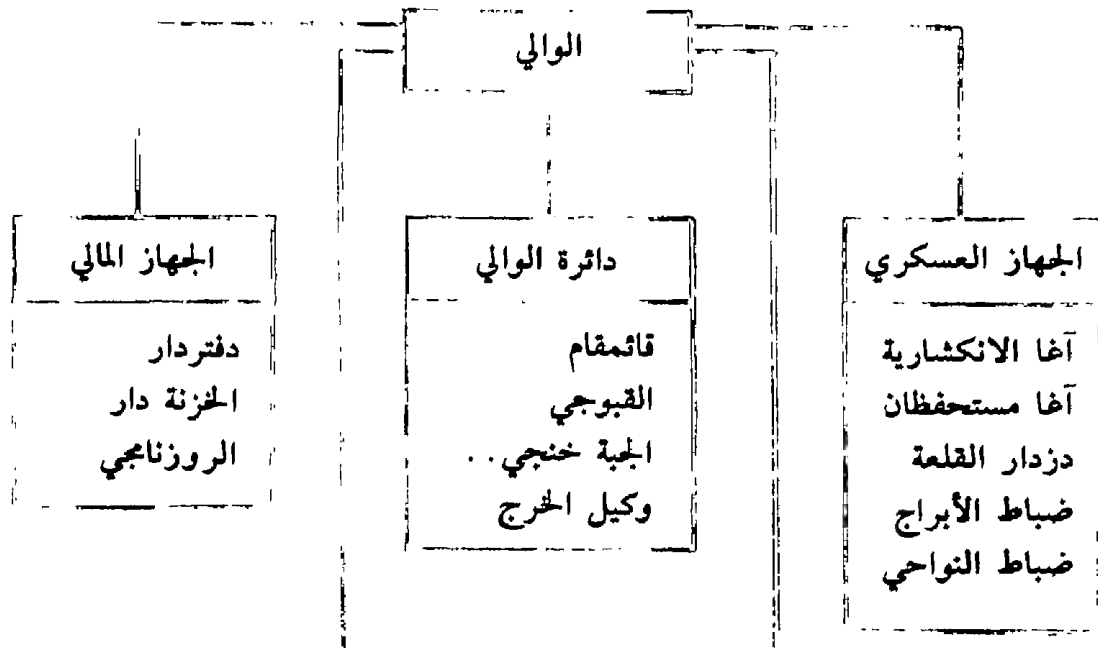 الوالي
الجهاز العسكري
آغا الانكشارية
آغا مستحفظان
دزدار القلعة
ضباط الأبراج
ضباط النواحي
دائرة الوالي
قائمقام
القبوجي
الجبة خنجي..
وكيل الخرج
الجهاز المالي
دفتردار
الخزنة دار
الروزنامجي